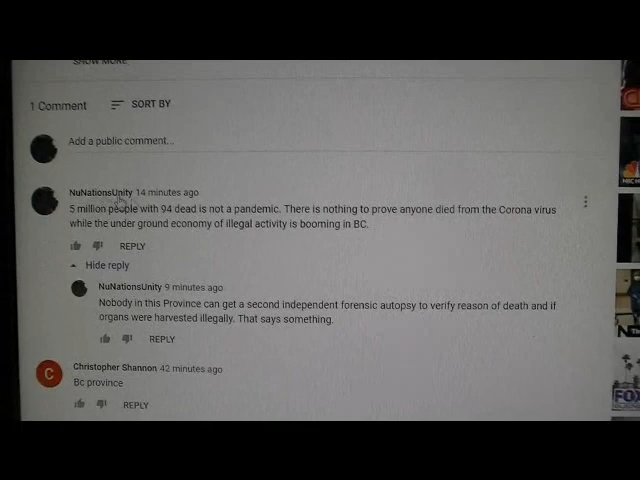 SHOW MORE
1 Comment SORT BY
Add a public comment...
NuNationsUnity 14 minutes ago
5 million people with 94 dead is not a pandemic. There is nothing to prove anyone died from the Corona virus
while the under ground economy of illegal activity is booming in BC.
REPLY
Hide reply
NuNationsUnity 9 minutes ago
Nobody in this Province can get a second independent forensic autopsy to verify reason of death and if
organs were harvested illegally. That says something.
REPLY
C
Christopher Shannon 42 minutes ago
Bc province
REPLY
FOX